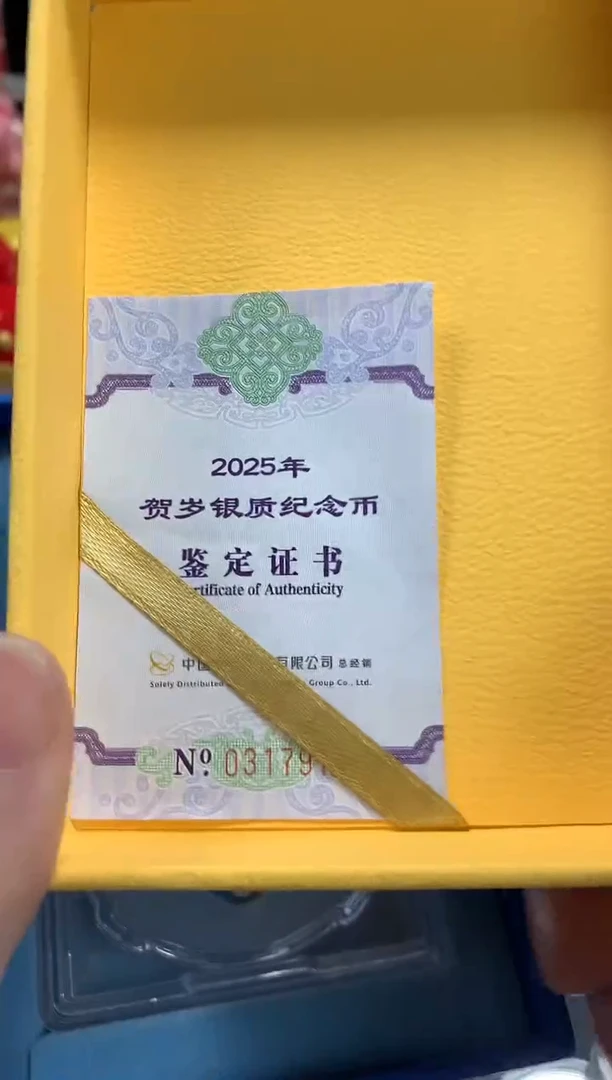 2025年
贺岁银质纪念币
鉴定证书
rtificate of Authenticity
中国 有限公司 总经销
Solely Distributed Group Co., Ltd.
Nº. 03179